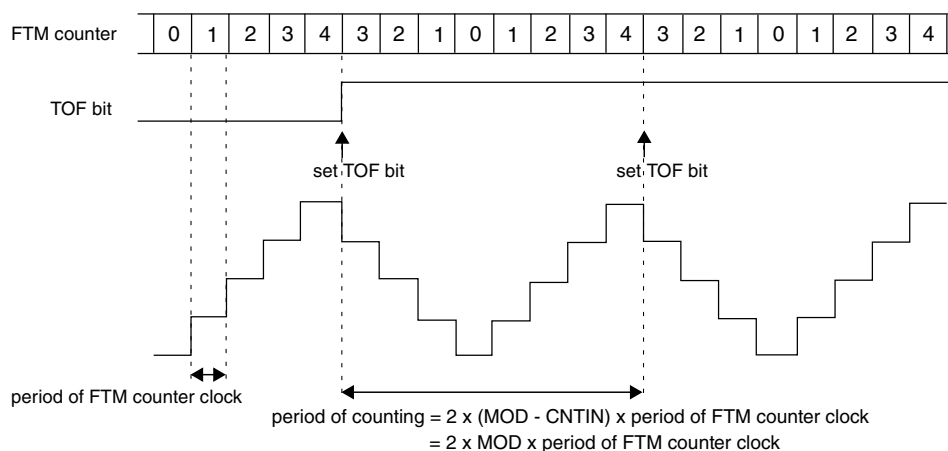 FTM counter 0 1 2 3 4 3 2 1 0 1 2 3 4 3 2 1 0 1 2 3 4
TOF bit
set TOF bit set TOF bit
period of FTM counter clock
period of counting = 2 x (MOD - CNTIN) x period of FTM counter clock
= 2 x MOD x period of FTM counter clock